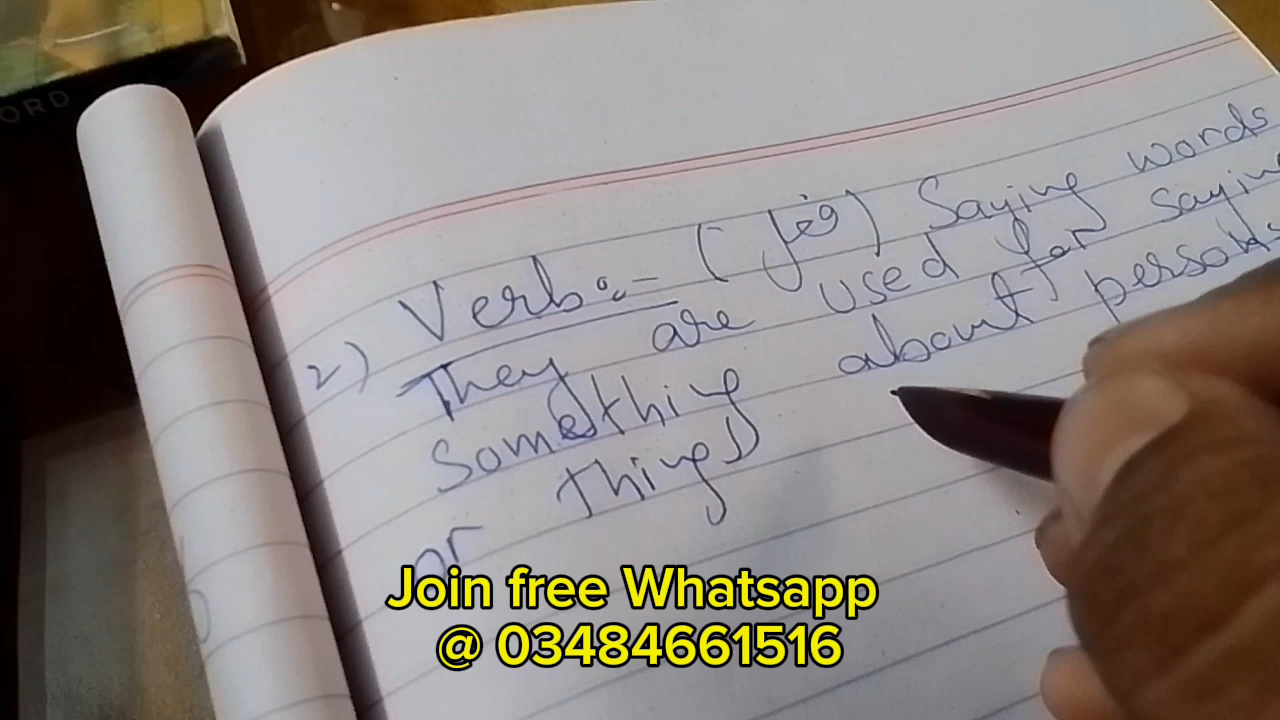 ORD
2) Verb:- (فعل) Saying words
They are used for saying
something about persons
or things
Join free Whatsapp
@ 03484661516